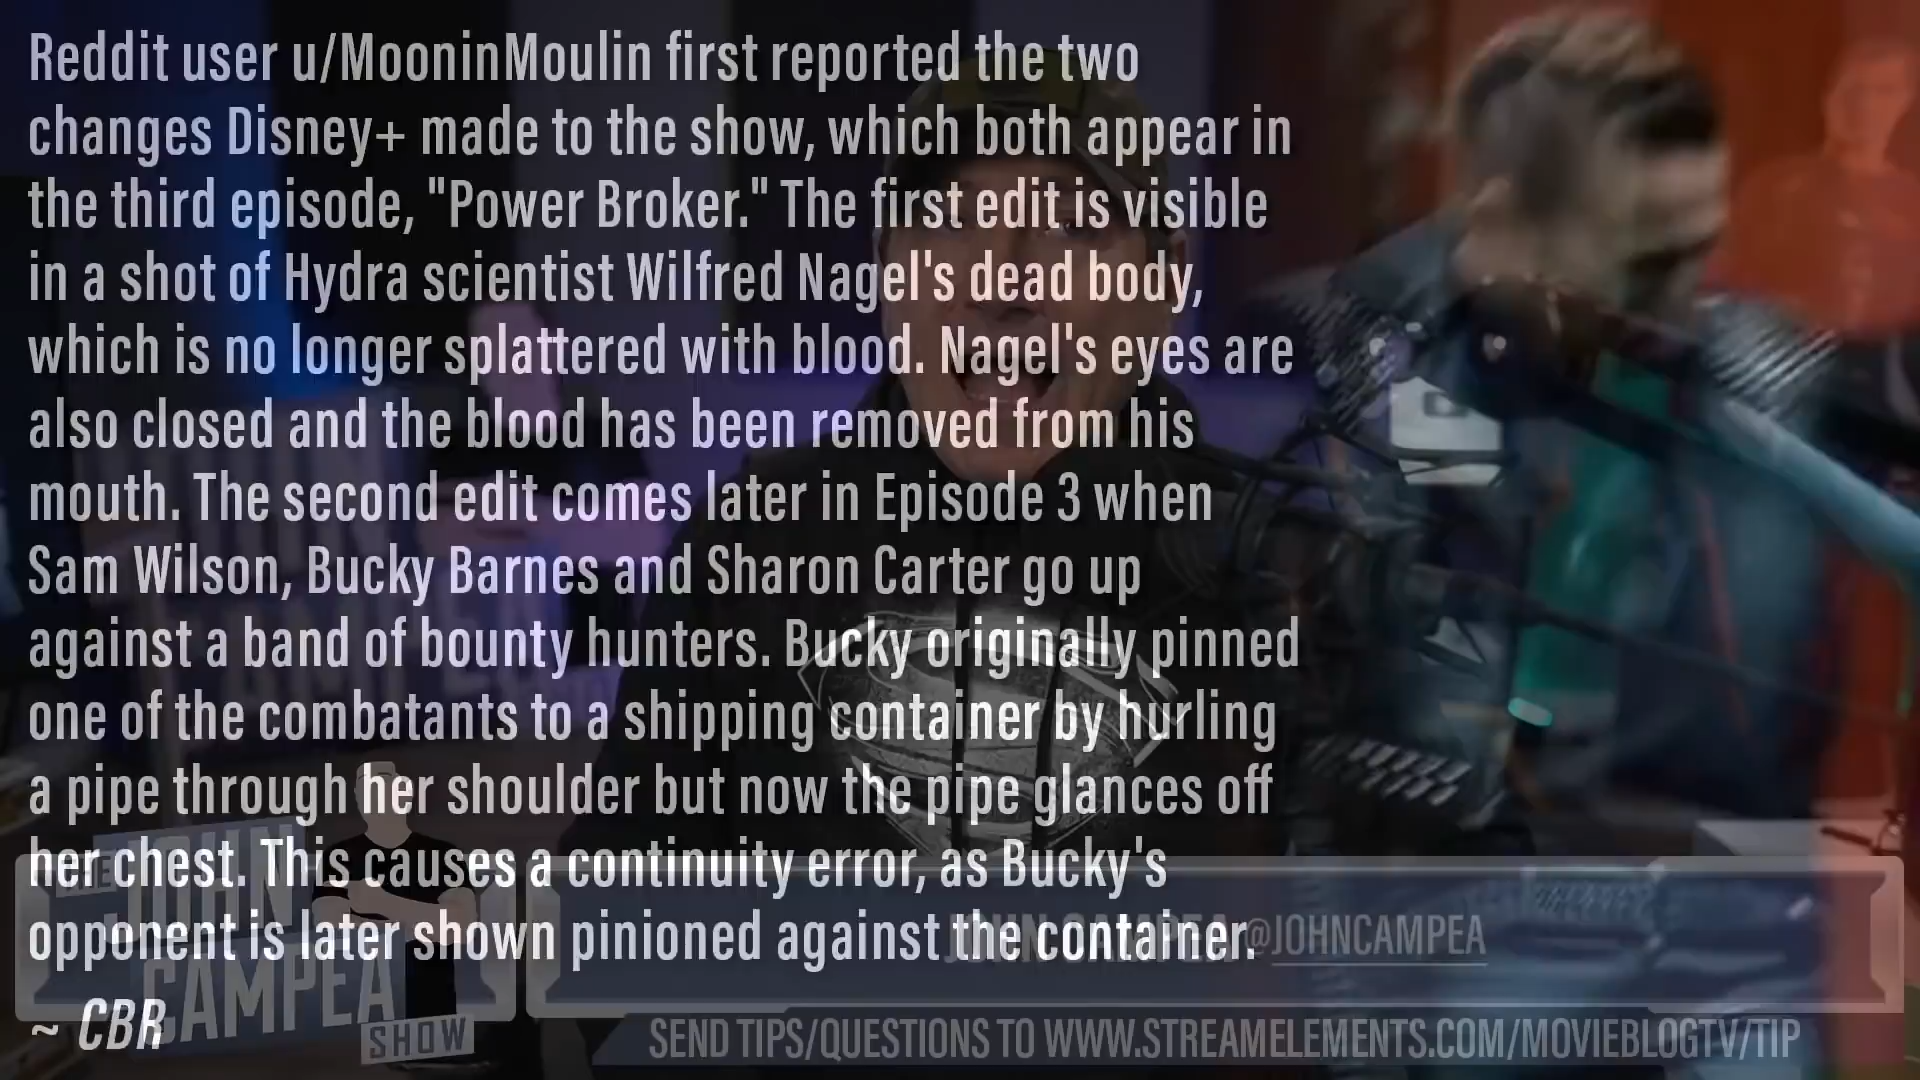 Reddit user u/MooninMoulin first reported the two
changes Disney+ made to the show, which both appear in
the third episode, "Power Broker." The first edit is visible
in a shot of Hydra scientist Wilfred Nagel's dead body,
which is no longer splattered with blood. Nagel's eyes are
also closed and the blood has been removed from his
mouth. The second edit comes later in Episode 3 when
Sam Wilson, Bucky Barnes and Sharon Carter go up
against a band of bounty hunters. Bucky originally pinned
one of the combatants to a shipping container by hurling
a pipe through her shoulder but now the pipe glances off
her chest. This causes a continuity error, as Bucky's
opponent is later shown pinioned against the container.
~ CBR
THE
JOHN
CAMPEA
SHOW
JOHN CAMPEA @JOHNCAMPEA
SEND TIPS/QUESTIONS TO WWW.STREAMELEMENTS.COM/MOVIEBLOGTV/TIP